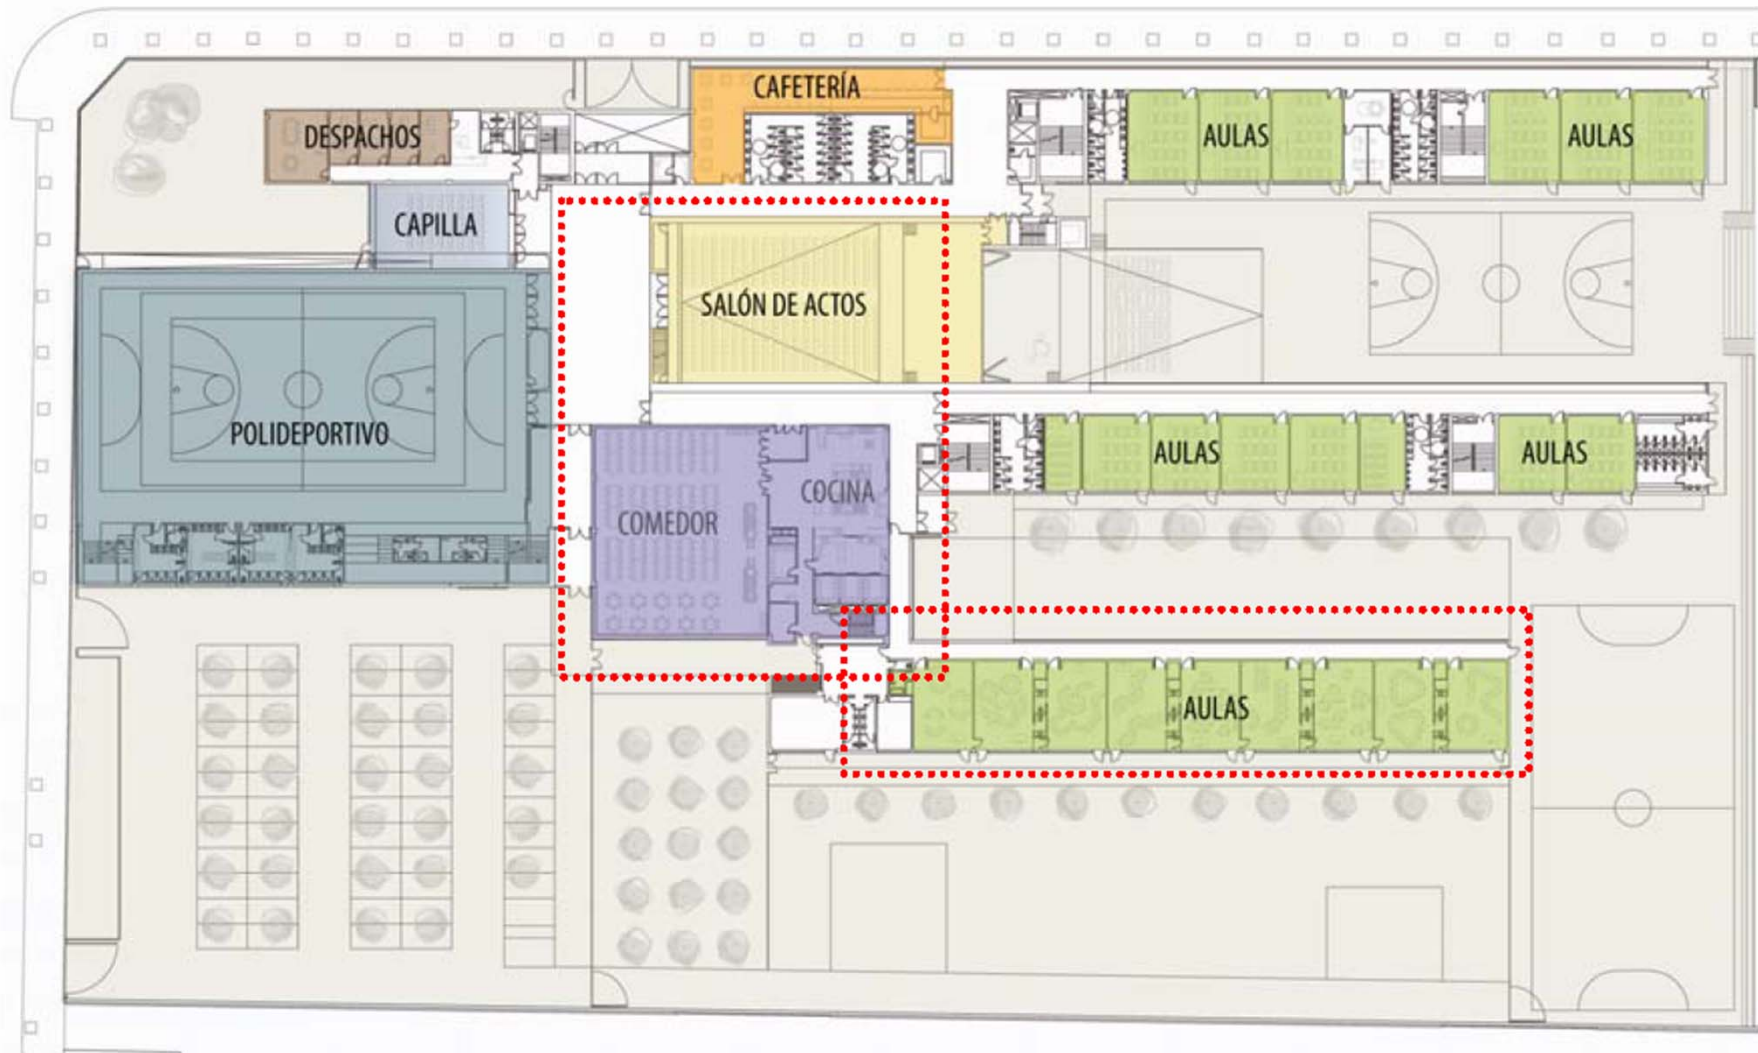 CAFETERÍA
DESPACHOS
AULAS
AULAS
CAPILLA
SALÓN DE ACTOS
POLIDEPORTIVO
AULAS
AULAS
COCINA
COMEDOR
AULAS